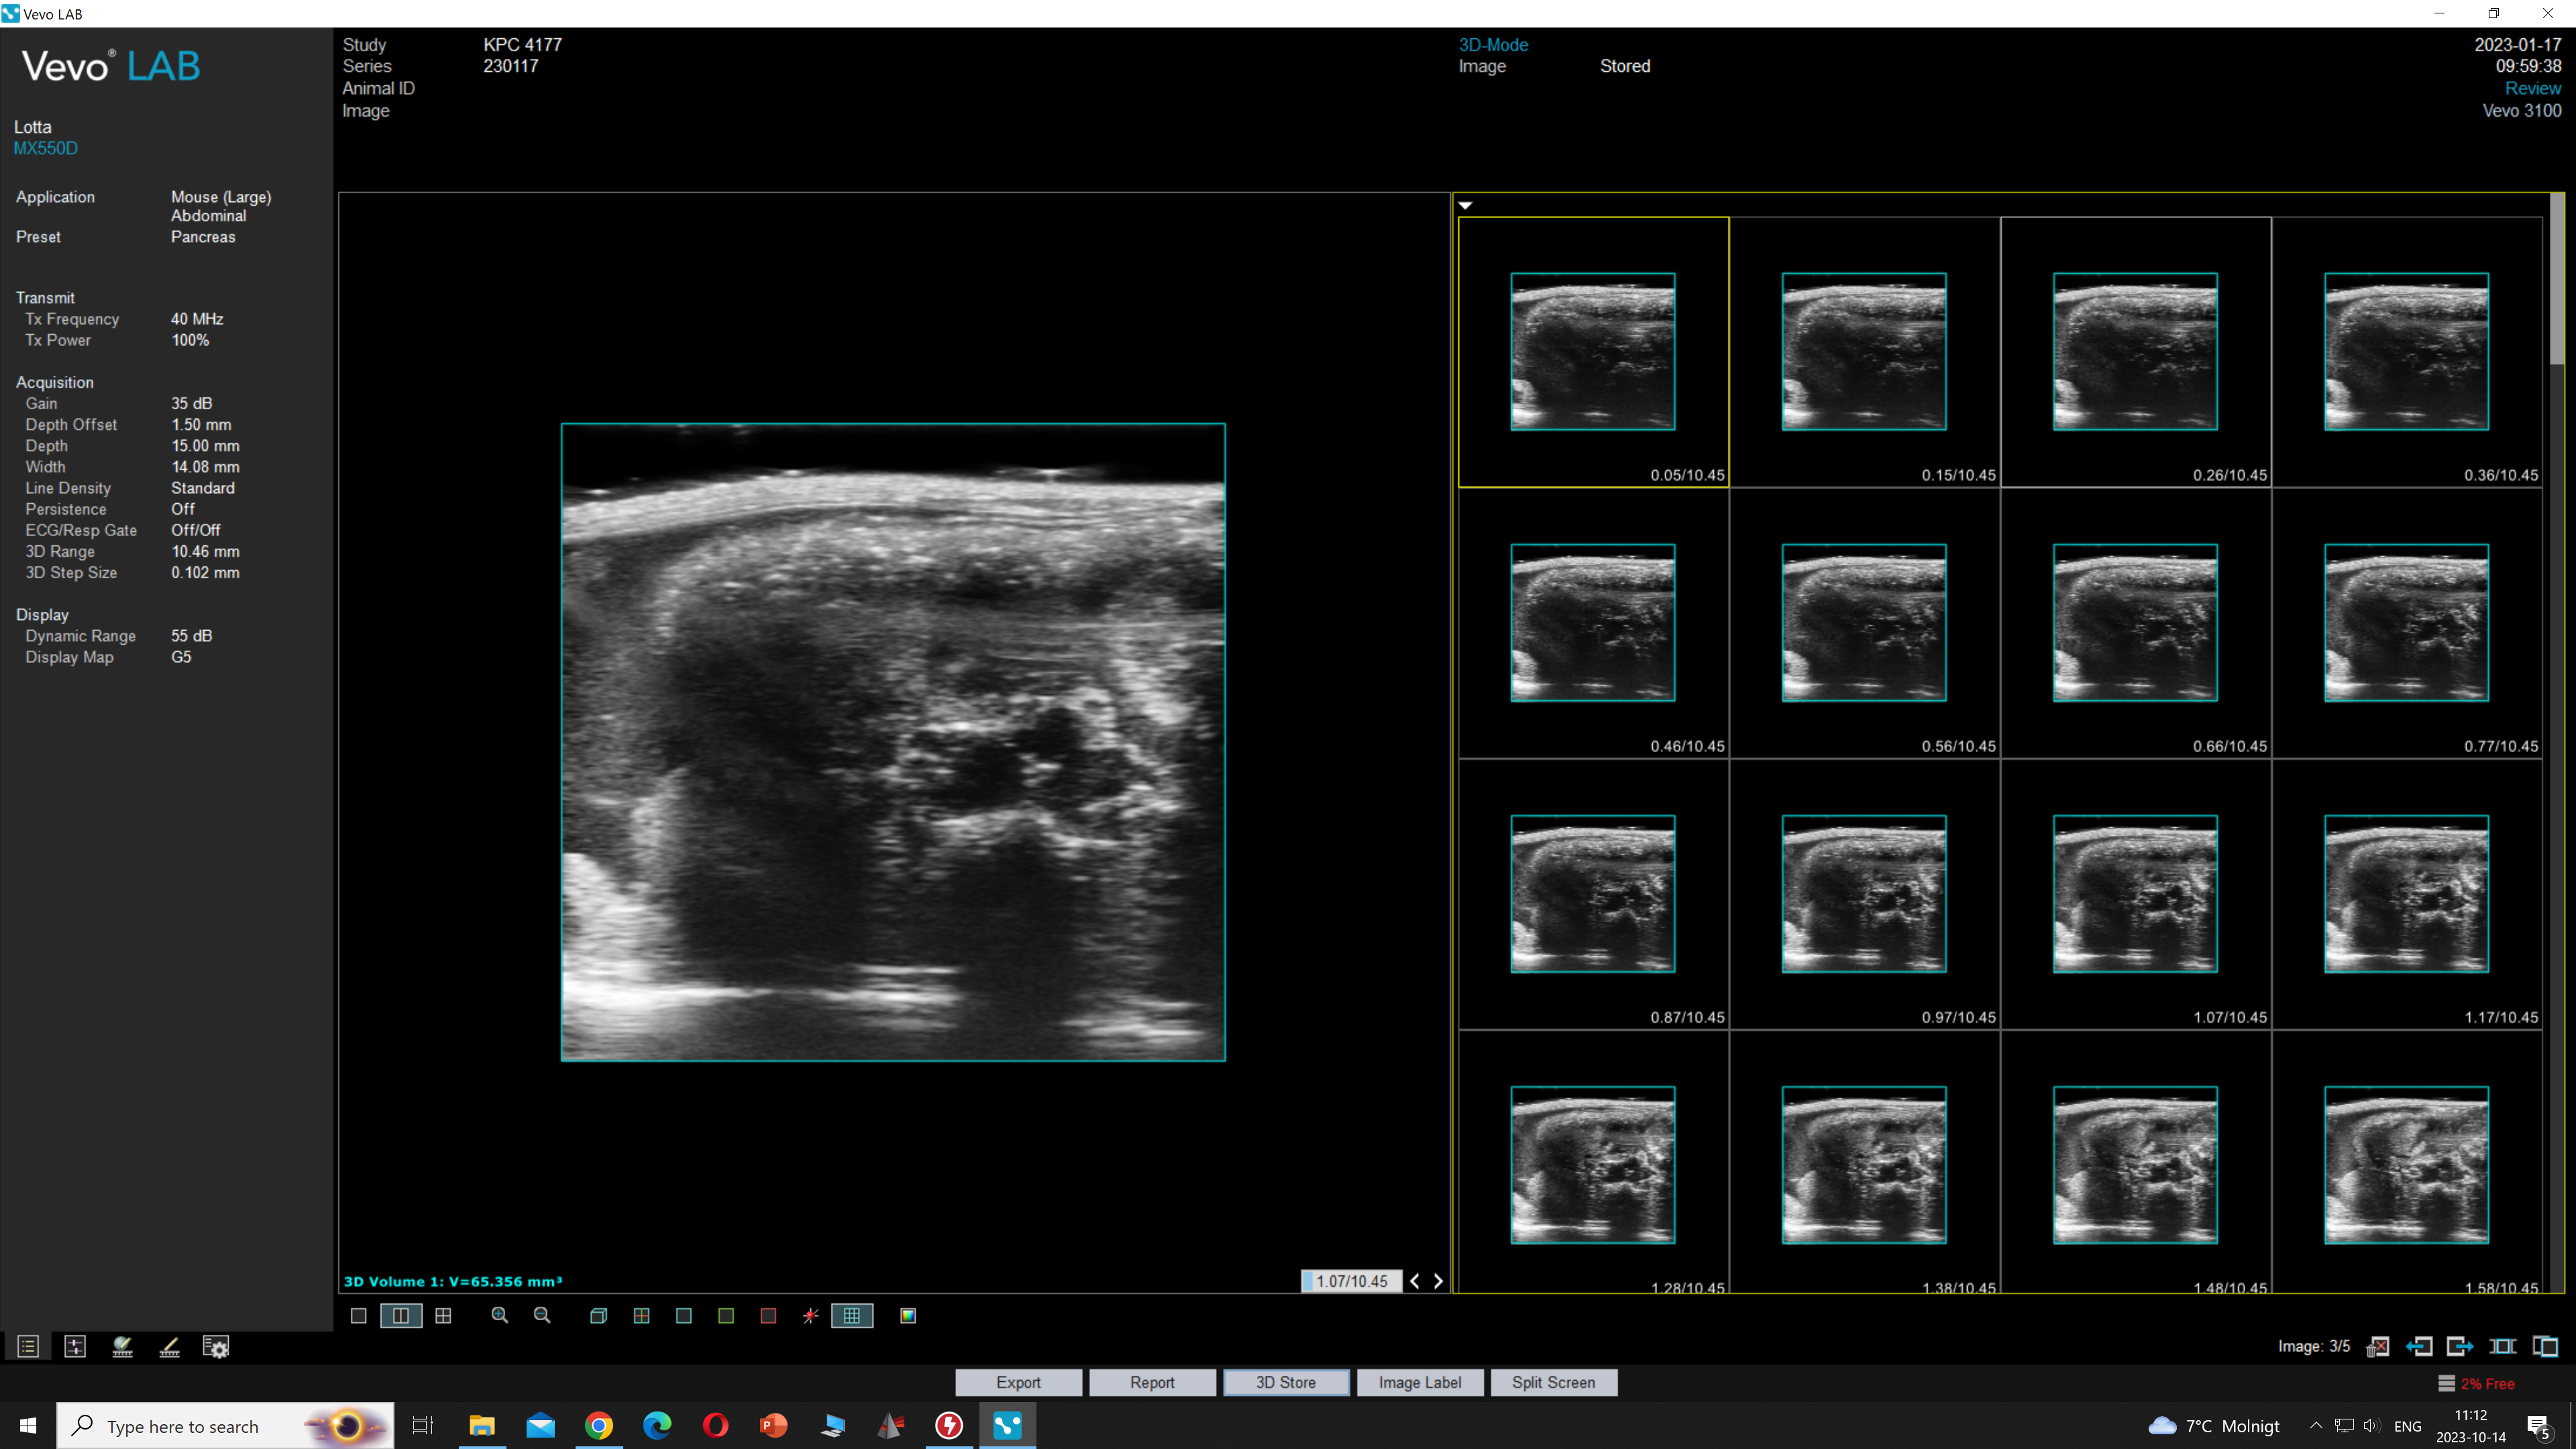 Vevo LAB
Vevo® LAB
Lotta
MX550D
Application Mouse (Large)
Abdominal
Preset Pancreas
Transmit
Tx Frequency 40 MHz
Tx Power 100%
Acquisition
Gain 35 dB
Depth Offset 1.50 mm
Depth 15.00 mm
Width 14.08 mm
Line Density Standard
Persistence Off
ECG/Resp Gate Off/Off
3D Range 10.46 mm
3D Step Size 0.102 mm
Display
Dynamic Range 55 dB
Display Map G5
Study KPC 4177
Series 230117
Animal ID
Image
3D-Mode
Image Stored
2023-01-17
09:59:38
Review
Vevo 3100
3D Volume 1: V=65.356 mm³
1.07/10.45
0.05/10.45 0.15/10.45 0.26/10.45 0.36/10.45
0.46/10.45 0.56/10.45 0.66/10.45 0.77/10.45
0.87/10.45 0.97/10.45 1.07/10.45 1.17/10.45
1.28/10.45 1.38/10.45 1.48/10.45 1.58/10.45
Image: 3/5
Export Report 3D Store Image Label Split Screen
2% Free
Type here to search
7°C Molnigt
ENG
11:12
2023-10-14
5